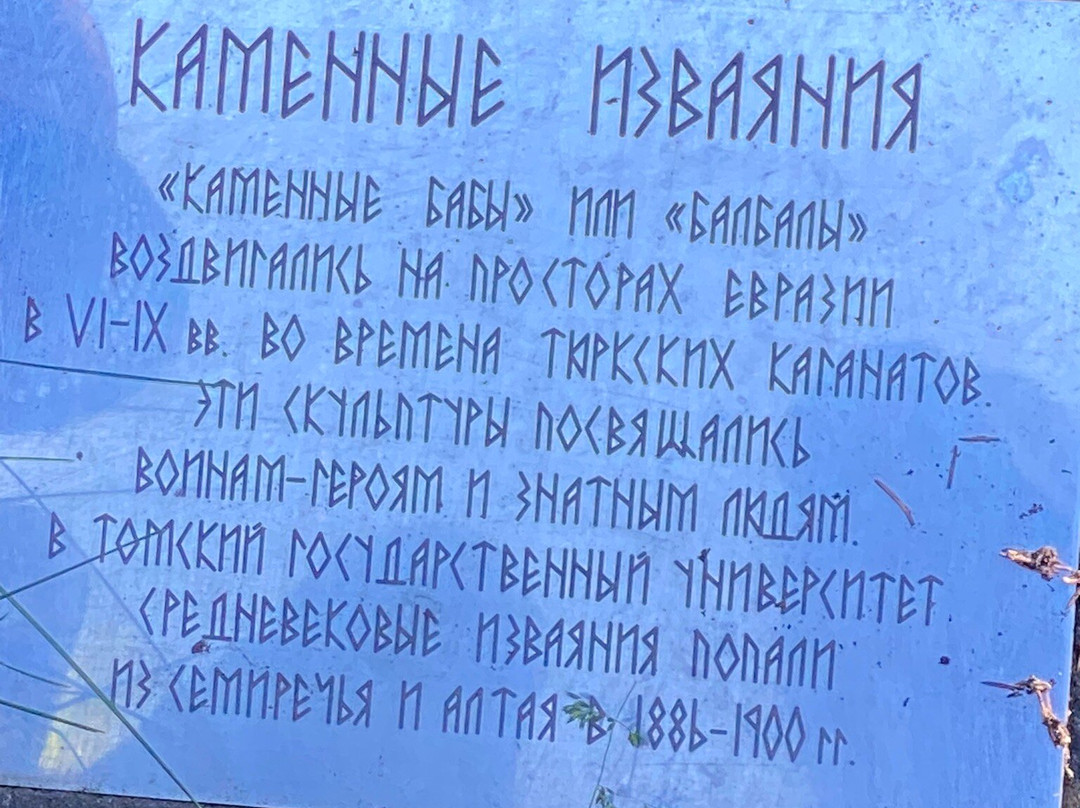 КАМЕННЫЕ ИЗВАЯНИЯ
«КАМЕННЫЕ БАБЫ» ИЛИ «БАЛБАЛЫ»
ВОЗДВИГАЛИСЬ НА ПРОСТОРАХ ЕВРАЗИИ
В VI–IX вв. ВО ВРЕМЕНА ТЮРКСКИХ КАГАНАТОВ.
ЭТИ СКУЛЬПТУРЫ ПОСВЯЩАЛИСЬ
ВОИНАМ–ГЕРОЯМ И ЗНАТНЫМ ЛЮДЯМ.
В ТОМСКИЙ ГОСУДАРСТВЕННЫЙ УНИВЕРСИТЕТ
СРЕДНЕВЕКОВЫЕ ИЗВАЯНИЯ ПОПАЛИ
ИЗ СЕМИРЕЧЬЯ И АЛТАЯ В 1886–1900 гг.